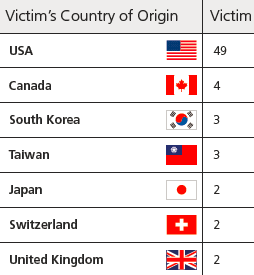 Victim's Country of Origin Victim
USA 49
Canada 4
South Korea 3
Taiwan 3
Japan 2
Switzerland 2
United Kingdom 2